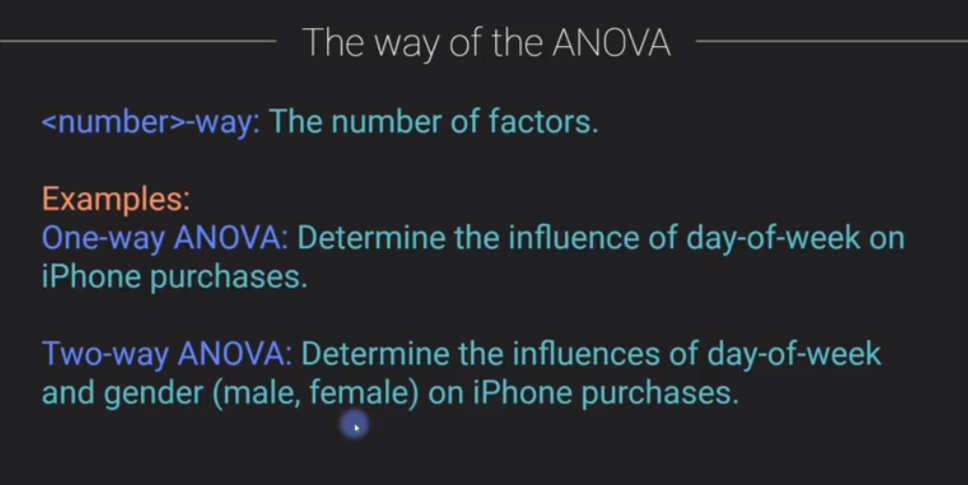 The way of the ANOVA
<number>-way: The number of factors.
Examples:
One-way ANOVA: Determine the influence of day-of-week on
iPhone purchases.
Two-way ANOVA: Determine the influences of day-of-week
and gender (male, female) on iPhone purchases.